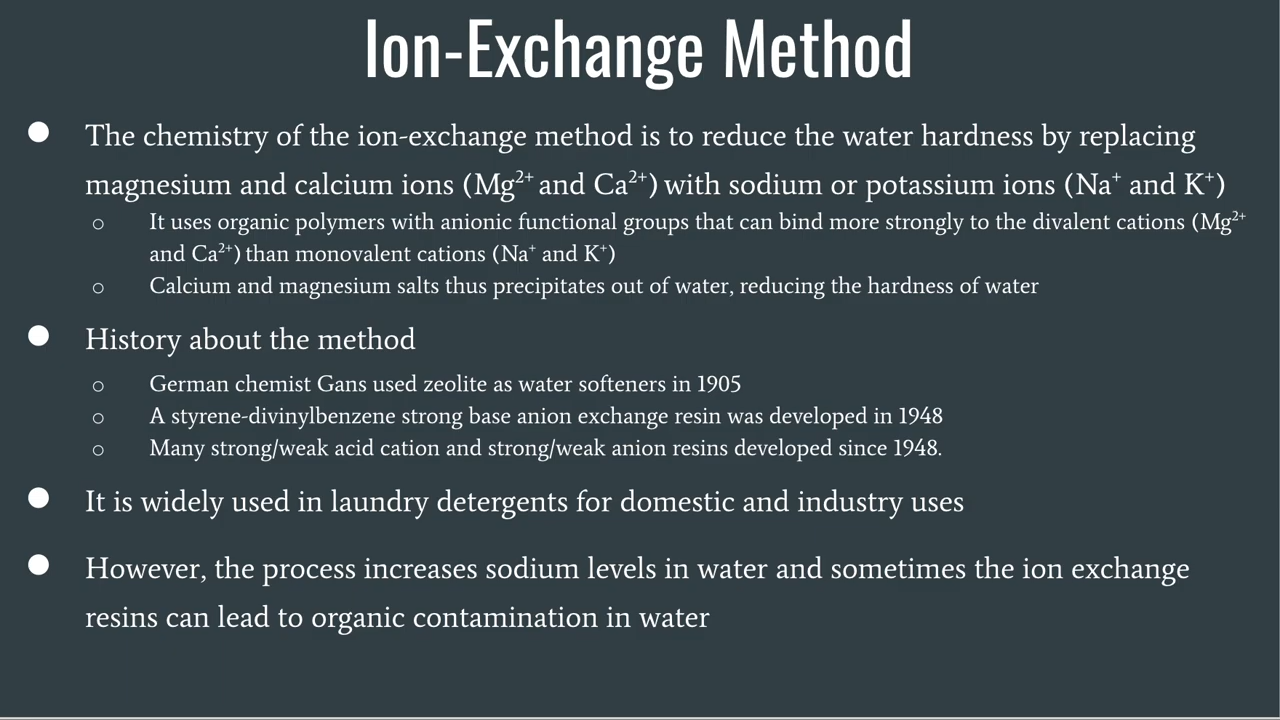 Ion-Exchange Method
● The chemistry of the ion-exchange method is to reduce the water hardness by replacing
magnesium and calcium ions (Mg²⁺ and Ca²⁺) with sodium or potassium ions (Na⁺ and K⁺)
○ It uses organic polymers with anionic functional groups that can bind more strongly to the divalent cations (Mg²⁺
and Ca²⁺) than monovalent cations (Na⁺ and K⁺)
○ Calcium and magnesium salts thus precipitates out of water, reducing the hardness of water
● History about the method
○ German chemist Gans used zeolite as water softeners in 1905
○ A styrene-divinylbenzene strong base anion exchange resin was developed in 1948
○ Many strong/weak acid cation and strong/weak anion resins developed since 1948.
● It is widely used in laundry detergents for domestic and industry uses
● However, the process increases sodium levels in water and sometimes the ion exchange
resins can lead to organic contamination in water